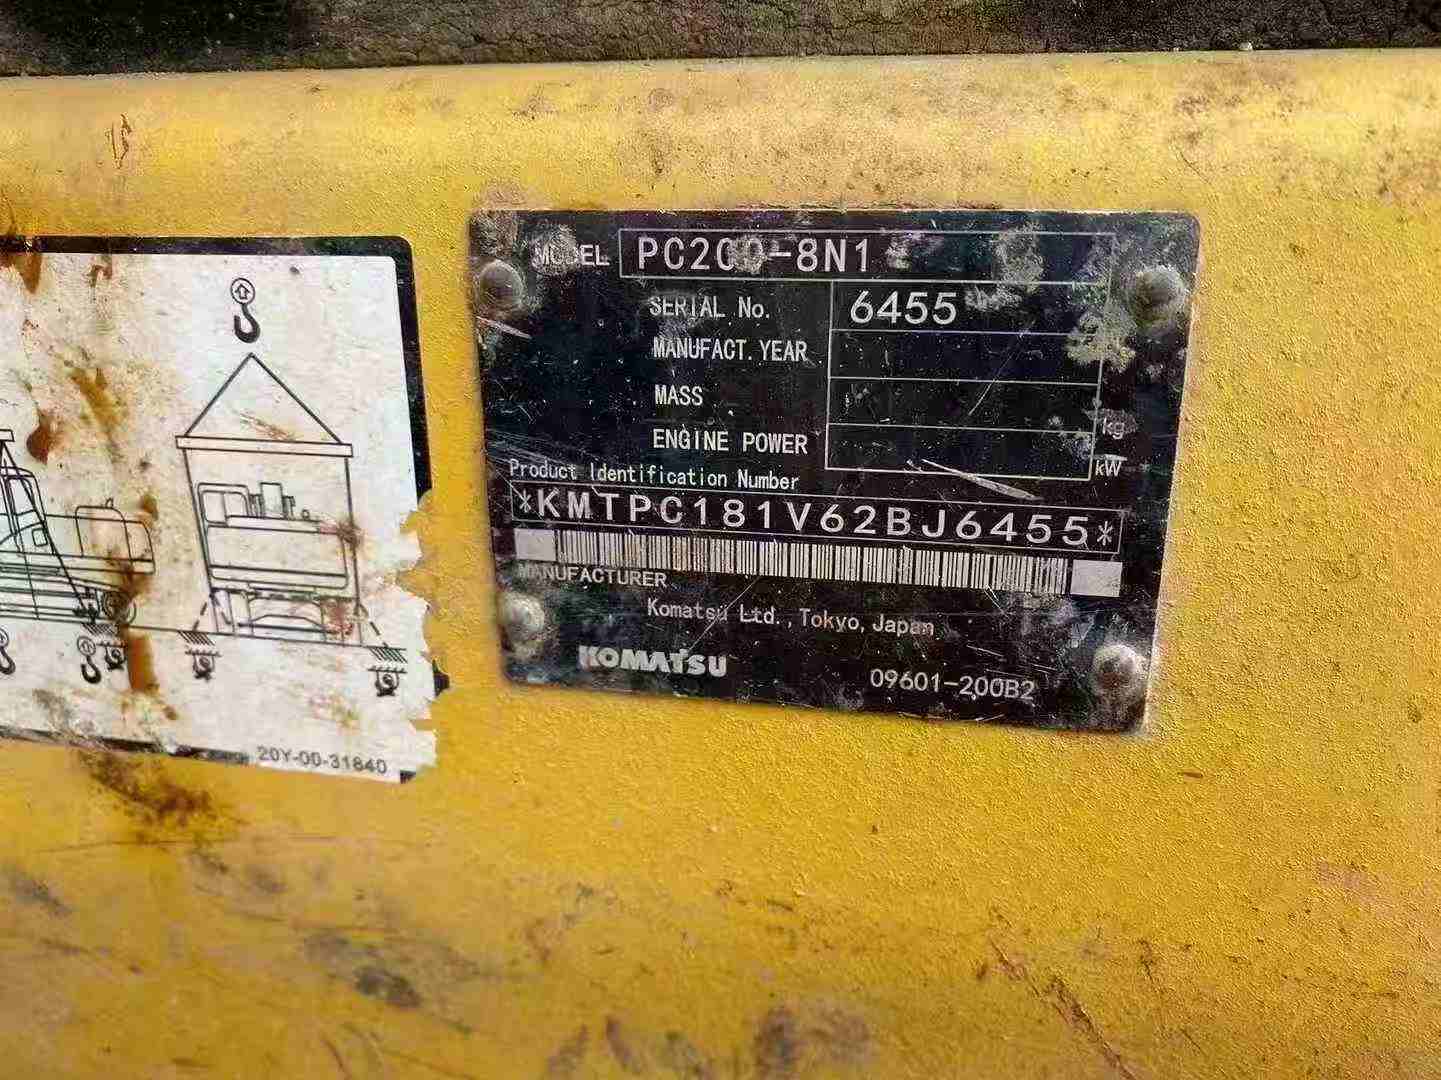 MODEL PC200-8N1
SERIAL No. 6455
MANUFACT. YEAR
MASS kg
ENGINE POWER kW
Product Identification Number
*KMTPC181V62BJ6455*
MANUFACTURER
Komatsu Ltd., Tokyo, Japan
KOMATSU 09601-200B2
20Y-00-31840